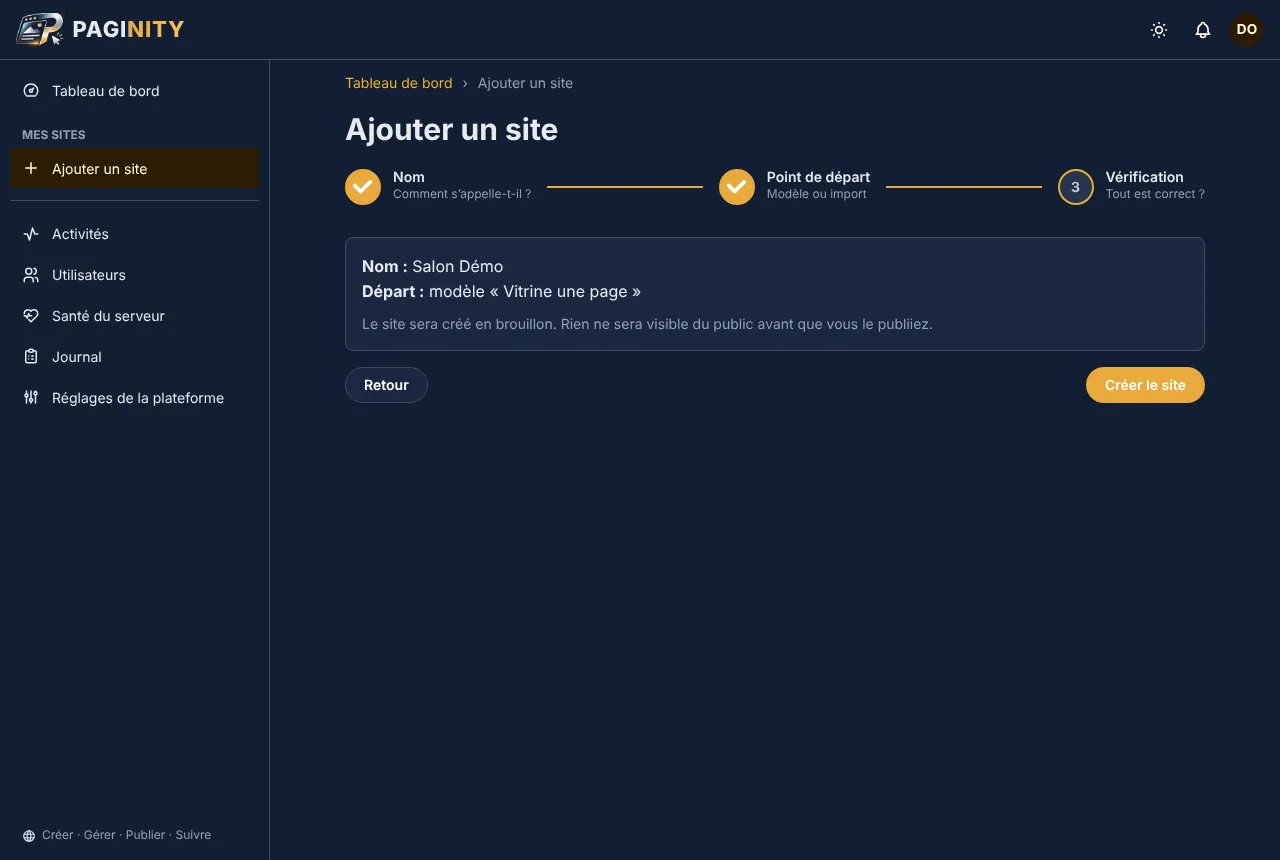 PAGINITY
DO
Tableau de bord
MES SITES
Ajouter un site
Activités
Utilisateurs
Santé du serveur
Journal
Réglages de la plateforme
Créer · Gérer · Publier · Suivre
Tableau de bord › Ajouter un site
Ajouter un site
Nom
Comment s’appelle-t-il ?
Point de départ
Modèle ou import
3
Vérification
Tout est correct ?
Nom : Salon Démo
Départ : modèle « Vitrine une page »
Le site sera créé en brouillon. Rien ne sera visible du public avant que vous le publiiez.
Retour
Créer le site